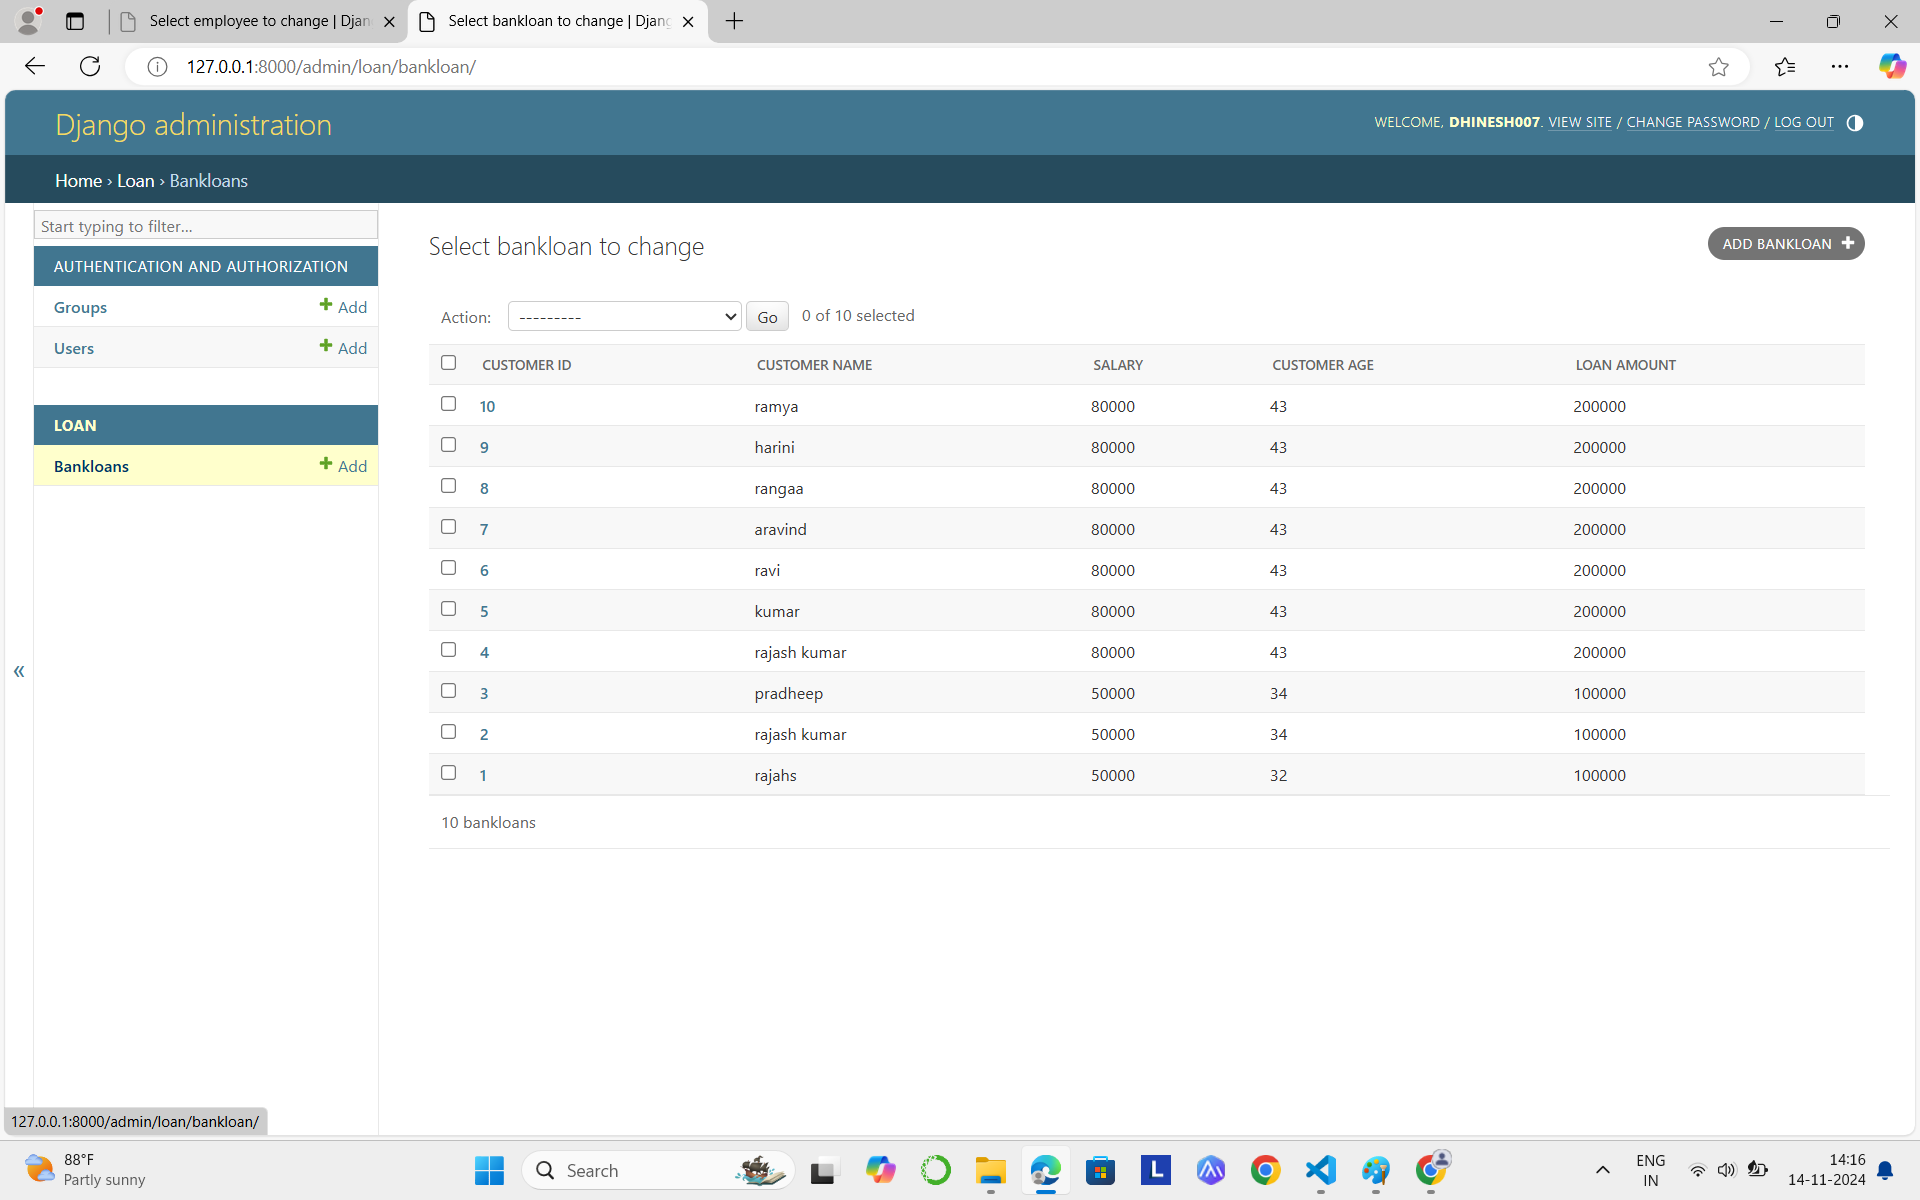 Select employee to change | Djan
Select bankloan to change | Djang
127.0.0.1:8000/admin/loan/bankloan/
Django administration
WELCOME, DHINESH007. VIEW SITE / CHANGE PASSWORD / LOG OUT
Home › Loan › Bankloans
Start typing to filter...
AUTHENTICATION AND AUTHORIZATION
Groups Add
Users Add
LOAN
Bankloans Add
«
Select bankloan to change
ADD BANKLOAN
Action: --------- Go 0 of 10 selected
CUSTOMER ID CUSTOMER NAME SALARY CUSTOMER AGE LOAN AMOUNT
10 ramya 80000 43 200000
9 harini 80000 43 200000
8 rangaa 80000 43 200000
7 aravind 80000 43 200000
6 ravi 80000 43 200000
5 kumar 80000 43 200000
4 rajash kumar 80000 43 200000
3 pradheep 50000 34 100000
2 rajash kumar 50000 34 100000
1 rajahs 50000 32 100000
10 bankloans
127.0.0.1:8000/admin/loan/bankloan/
88°F
Partly sunny
Search
L
ENG
IN
14:16
14-11-2024